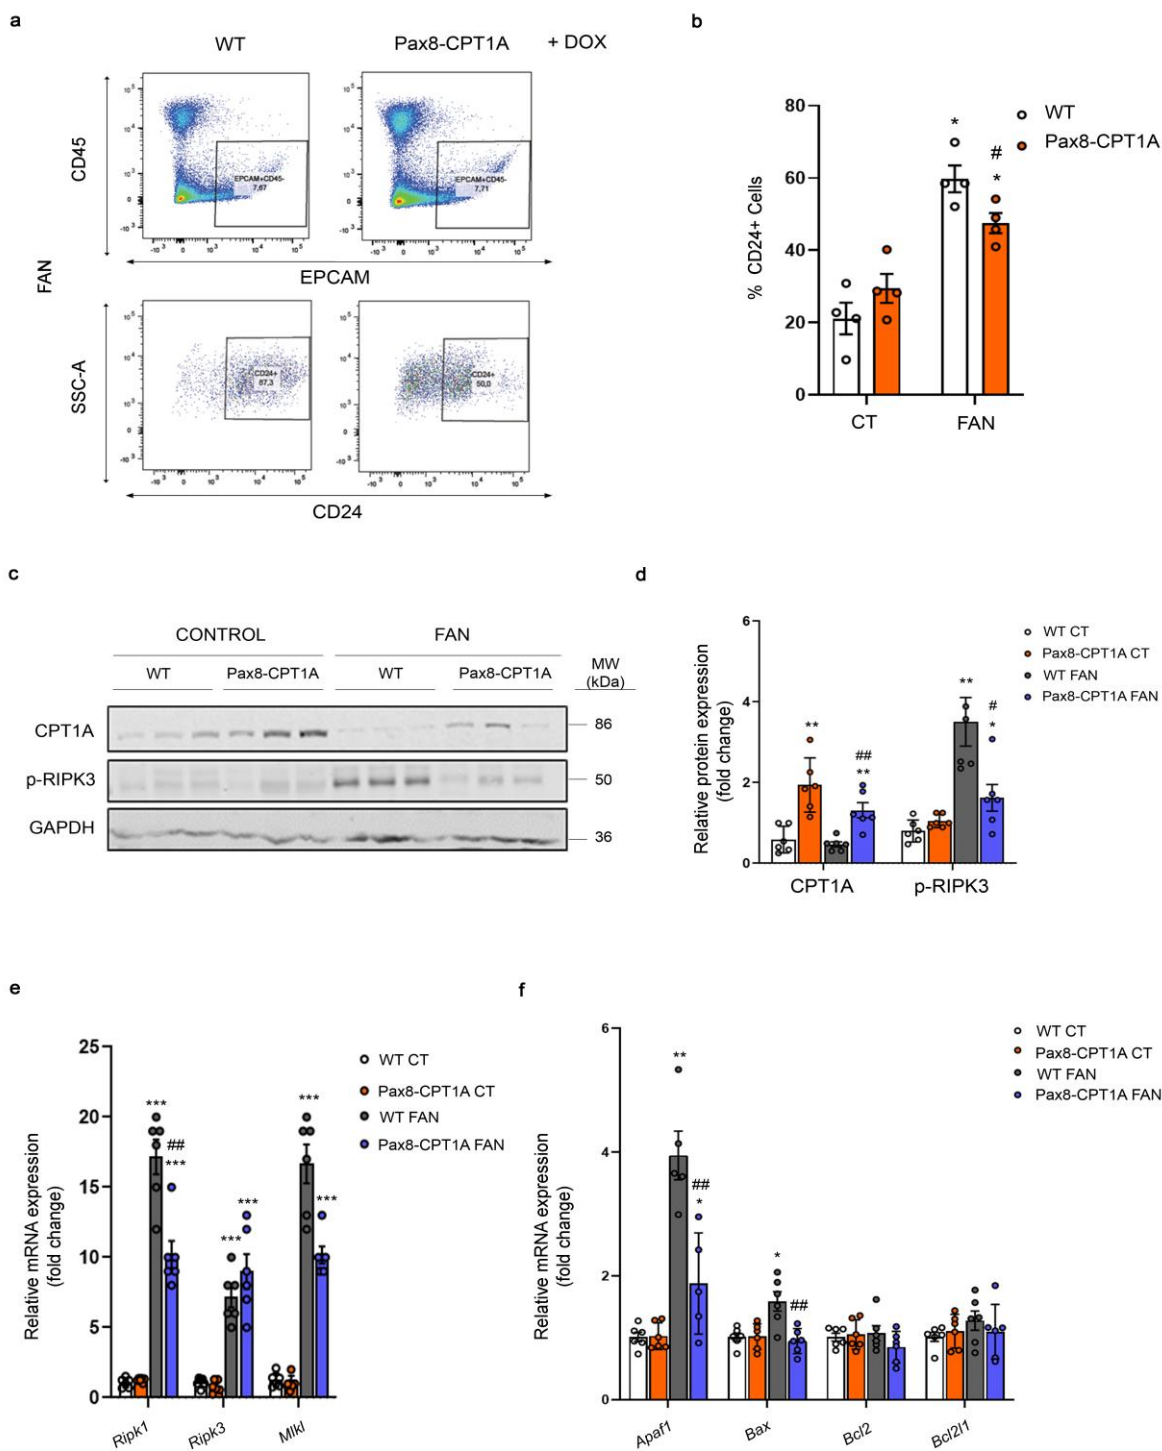 a
WT
Pax8-CPT1A
+ DOX
FAN
CD45
EPCAM+CD45-
7,67
EPCAM+CD45-
7,71
EPCAM
SSC-A
CD24+
67,3
CD24+
50,0
CD24
b
80
60
40
20
0
% CD24+ Cells
*
#
*
WT
Pax8-CPT1A
CT
FAN
c
CONTROL
FAN
WT
Pax8-CPT1A
WT
Pax8-CPT1A
MW
(kDa)
CPT1A
86
p-RIPK3
50
GAPDH
36
d
Relative protein expression
(fold change)
6
4
2
0
**
##
**
**
#
*
CPT1A
p-RIPK3
WT CT
Pax8-CPT1A CT
WT FAN
Pax8-CPT1A FAN
e
Relative mRNA expression
(fold change)
25
20
15
10
5
0
***
##
***
***
***
***
***
Ripk1
Ripk3
Mlkl
WT CT
Pax8-CPT1A CT
WT FAN
Pax8-CPT1A FAN
f
Relative mRNA expression
(fold change)
6
4
2
0
**
##
*
*
##
Apaf1
Bax
Bcl2
Bcl2l1
WT CT
Pax8-CPT1A CT
WT FAN
Pax8-CPT1A FAN